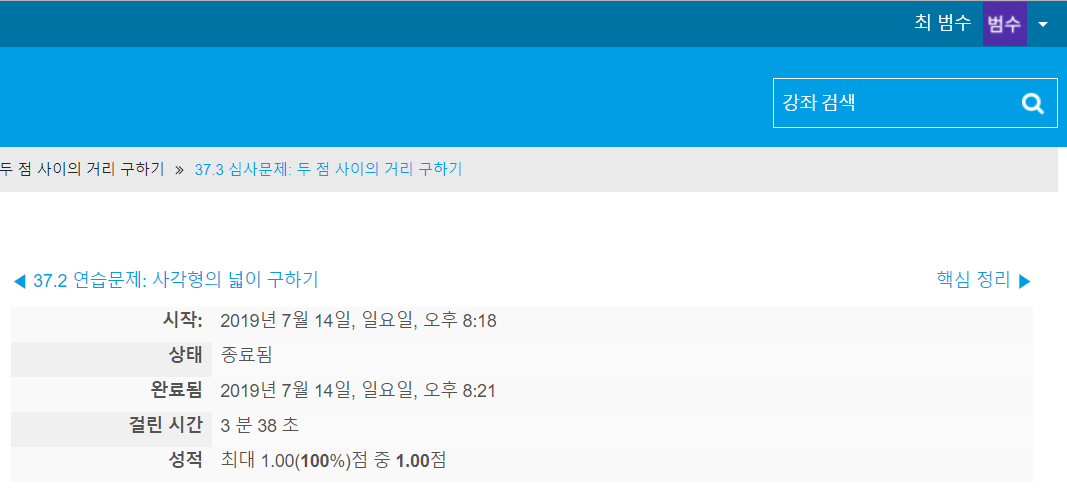 최 범수 범수
강좌 검색
두 점 사이의 거리 구하기 » 37.3 심사문제: 두 점 사이의 거리 구하기
◀ 37.2 연습문제: 사각형의 넓이 구하기 핵심 정리 ▶
시작: 2019년 7월 14일, 일요일, 오후 8:18
상태 종료됨
완료됨 2019년 7월 14일, 일요일, 오후 8:21
걸린 시간 3 분 38 초
성적 최대 1.00(100%)점 중 1.00점